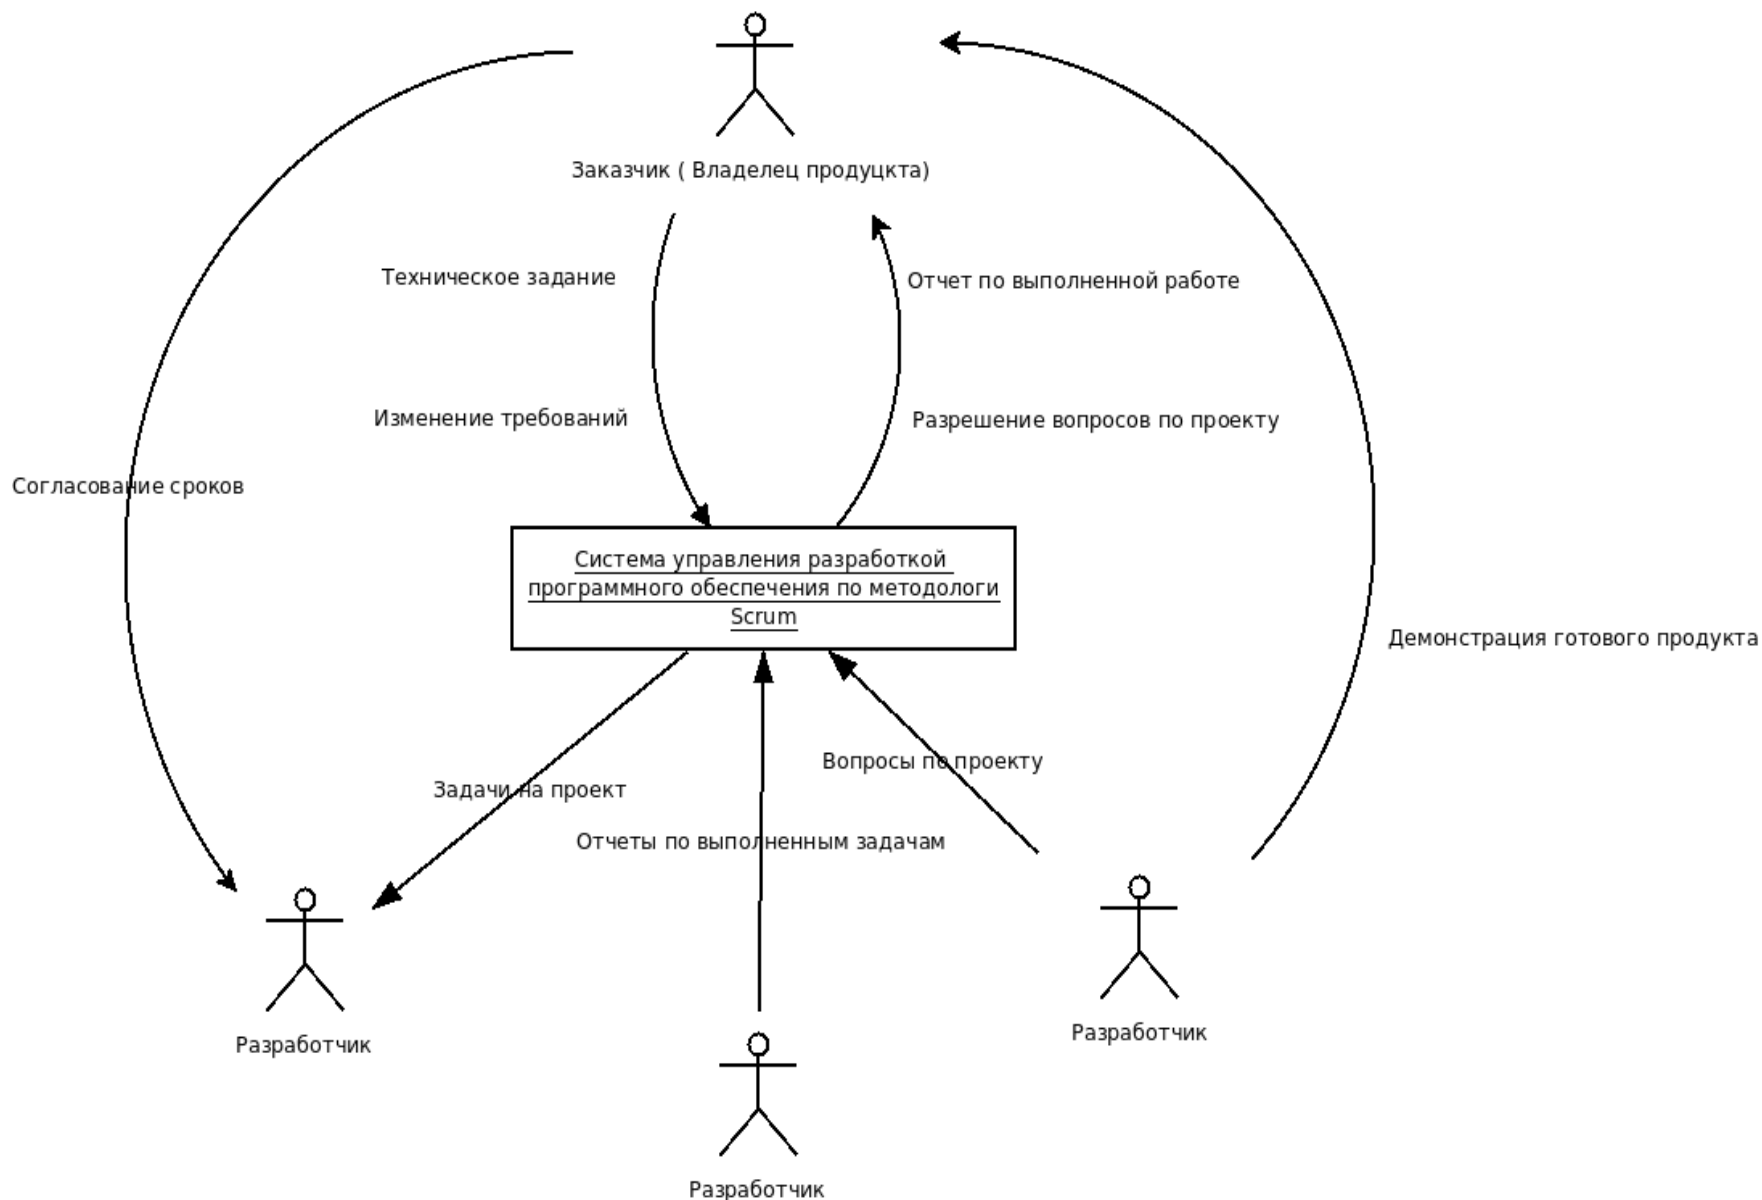 Заказчик ( Владелец продуцкта)
Техническое задание
Отчет по выполненной работе
Изменение требований
Разрешение вопросов по проекту
Согласование сроков
Система управления разработкой
программного обеспечения по методологи
Scrum
Демонстрация готового продукта
Вопросы по проекту
Задачи на проект
Отчеты по выполненным задачам
Разработчик
Разработчик
Разработчик